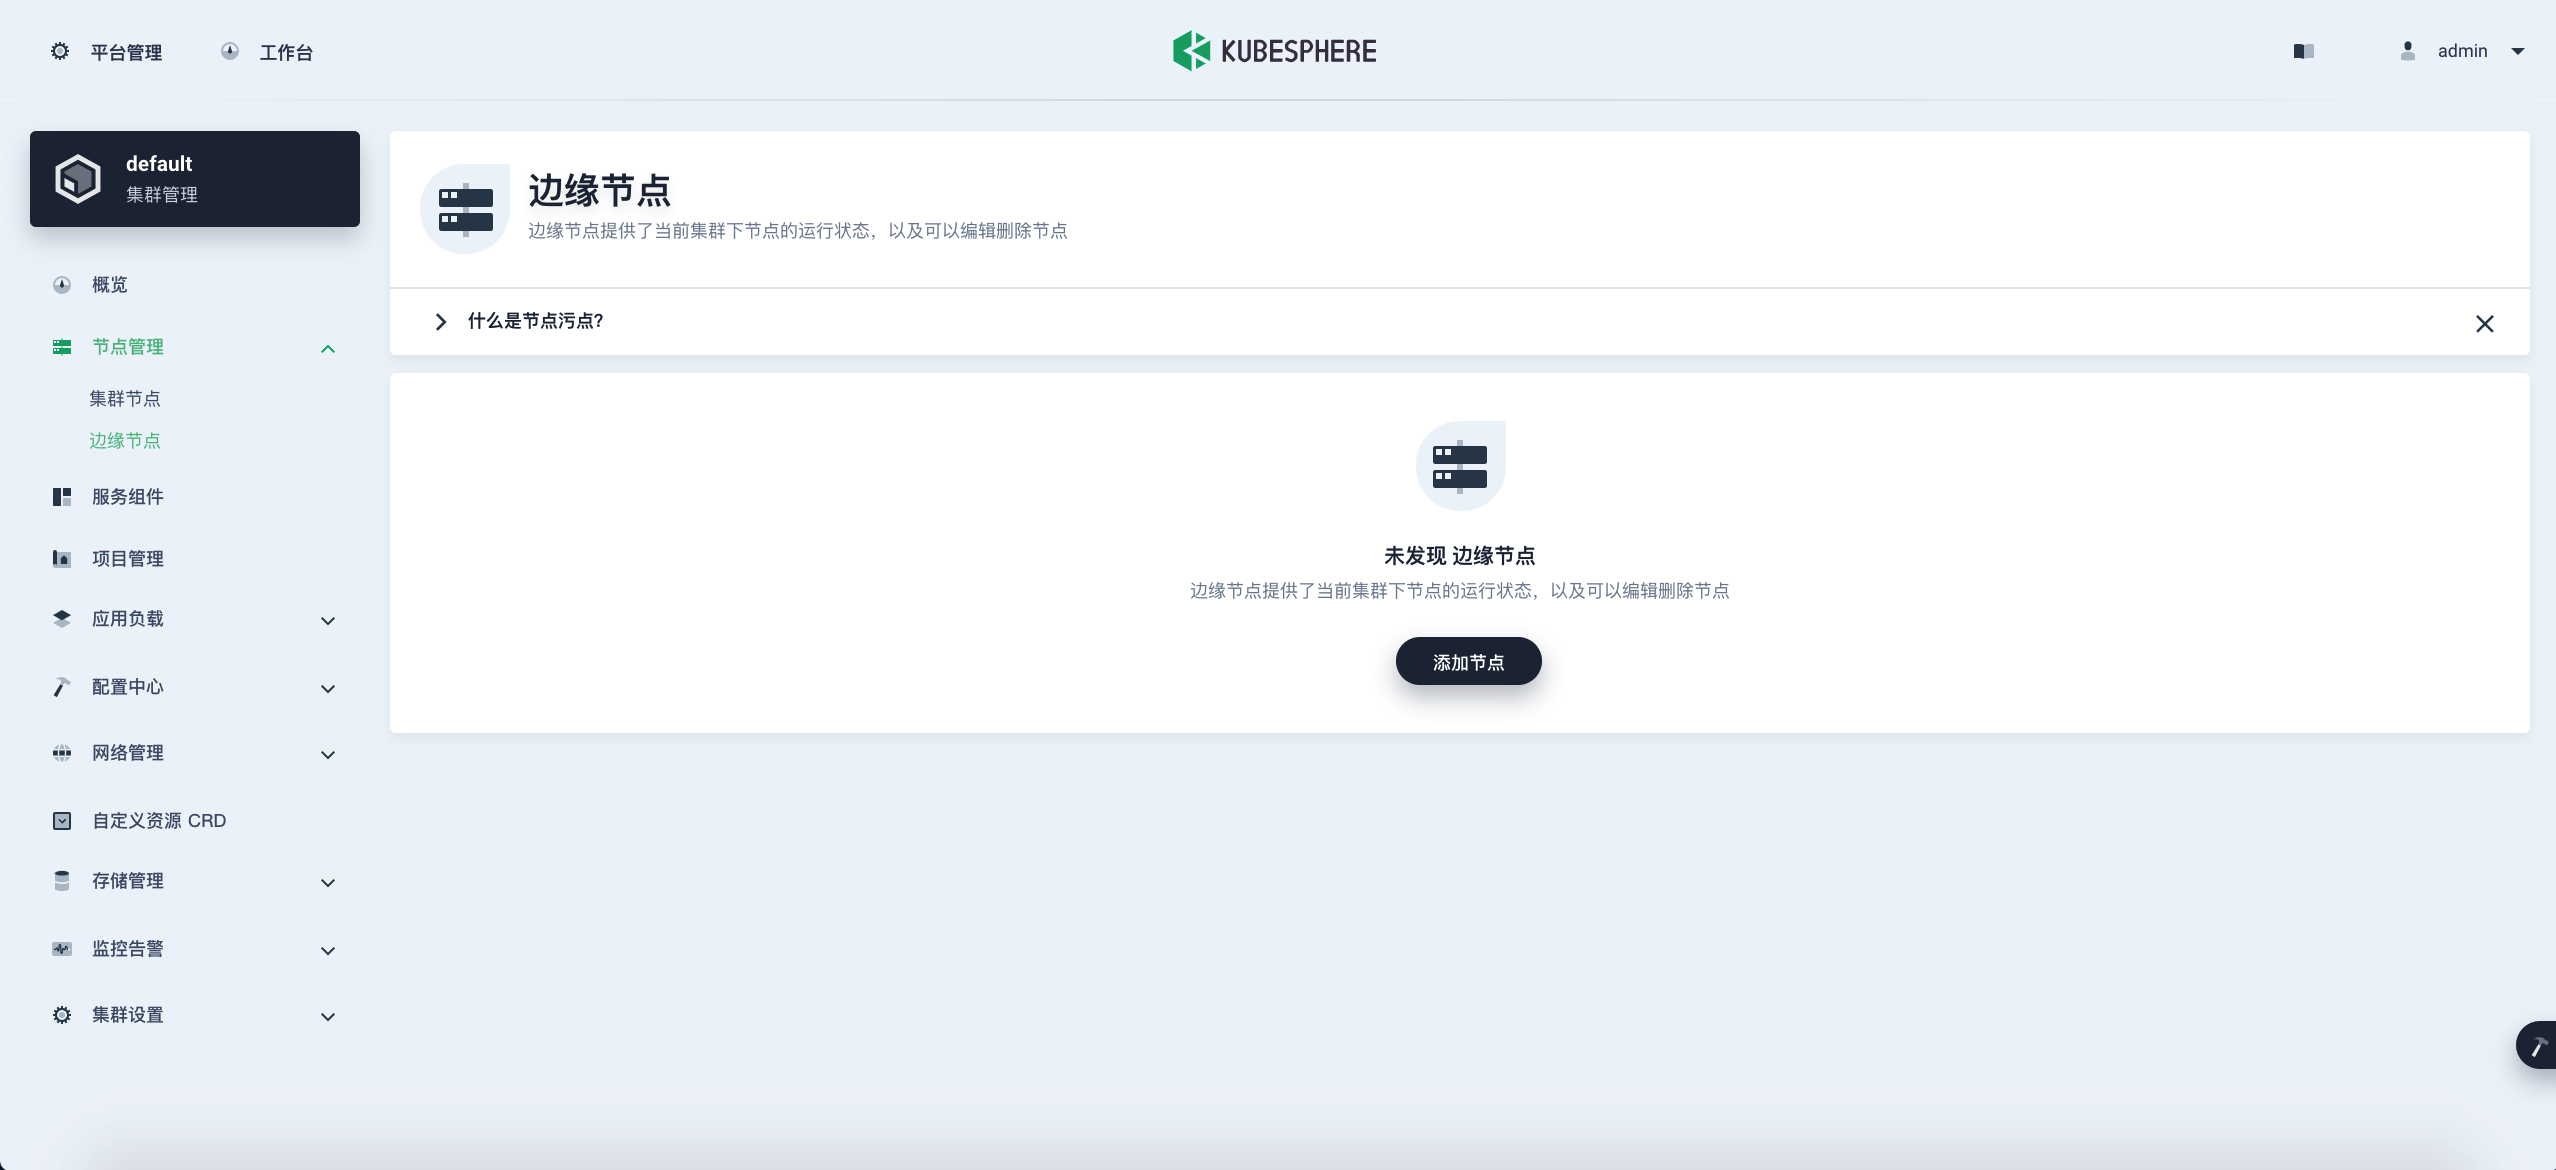 平台管理
工作台
KUBESPHERE
admin
default
集群管理
概览
节点管理
集群节点
边缘节点
服务组件
项目管理
应用负载
配置中心
网络管理
自定义资源 CRD
存储管理
监控告警
集群设置
边缘节点
边缘节点提供了当前集群下节点的运行状态，以及可以编辑删除节点
什么是节点污点?
未发现 边缘节点
边缘节点提供了当前集群下节点的运行状态，以及可以编辑删除节点
添加节点